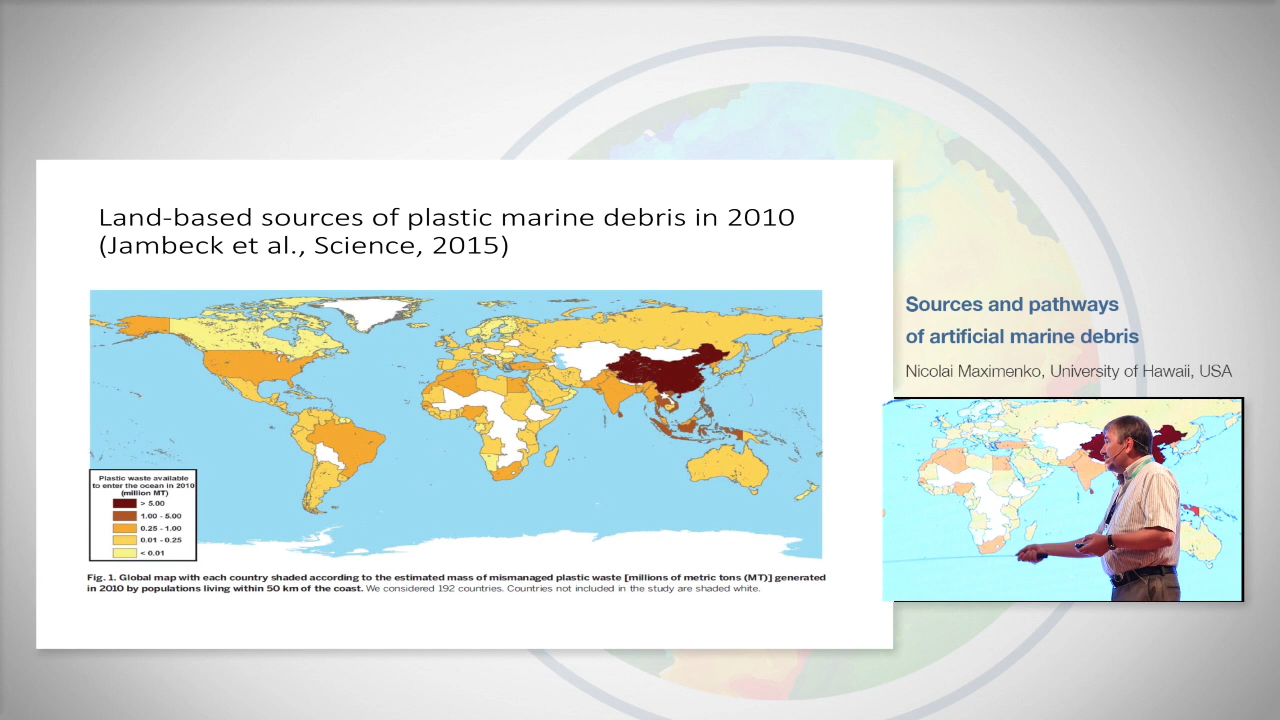 Land-based sources of plastic marine debris in 2010
(Jambeck et al., Science, 2015)
Plastic waste available
to enter the ocean in 2010
(million MT)
> 5.00
1.00 - 5.00
0.25 - 1.00
0.01 - 0.25
< 0.01
Fig. 1. Global map with each country shaded according to the estimated mass of mismanaged plastic waste [millions of metric tons (MT)] generated
in 2010 by populations living within 50 km of the coast. We considered 192 countries. Countries not included in the study are shaded white.
Sources and pathways
of artificial marine debris
Nicolai Maximenko, University of Hawaii, USA